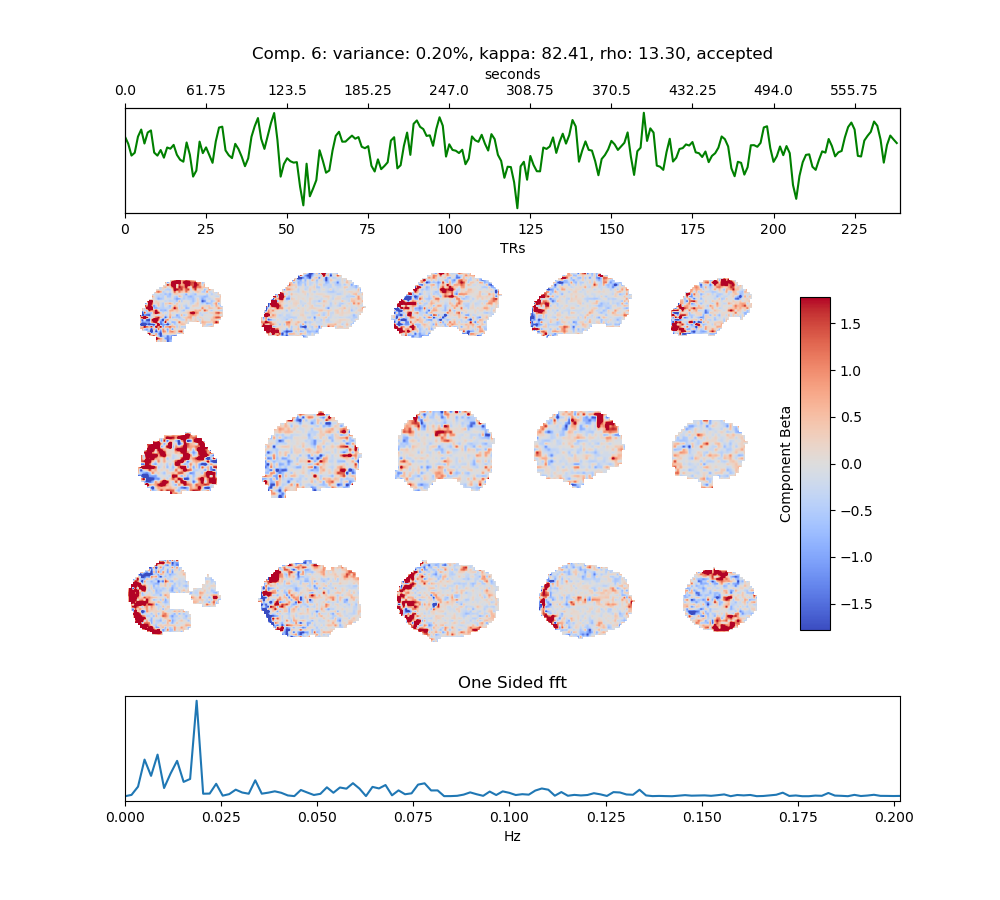 Comp. 6: variance: 0.20%, kappa: 82.41, rho: 13.30, accepted
seconds
0.0 61.75 123.5 185.25 247.0 308.75 370.5 432.25 494.0 555.75
0 25 50 75 100 125 150 175 200 225
TRs
1.5
1.0
0.5
0.0
−0.5
−1.0
−1.5
Component Beta
One Sided fft
0.000 0.025 0.050 0.075 0.100 0.125 0.150 0.175 0.200
Hz